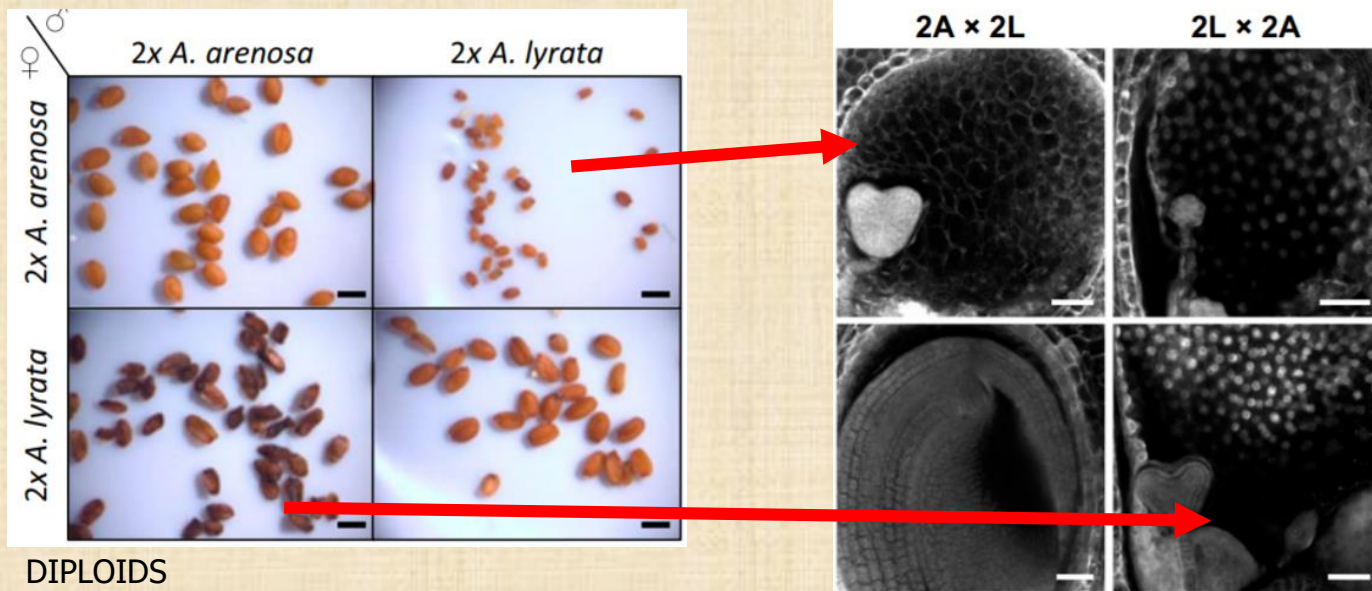 ♂
♀
2x A. arenosa 2x A. lyrata
2x A. arenosa
2x A. lyrata
DIPLOIDS
2A × 2L 2L × 2A